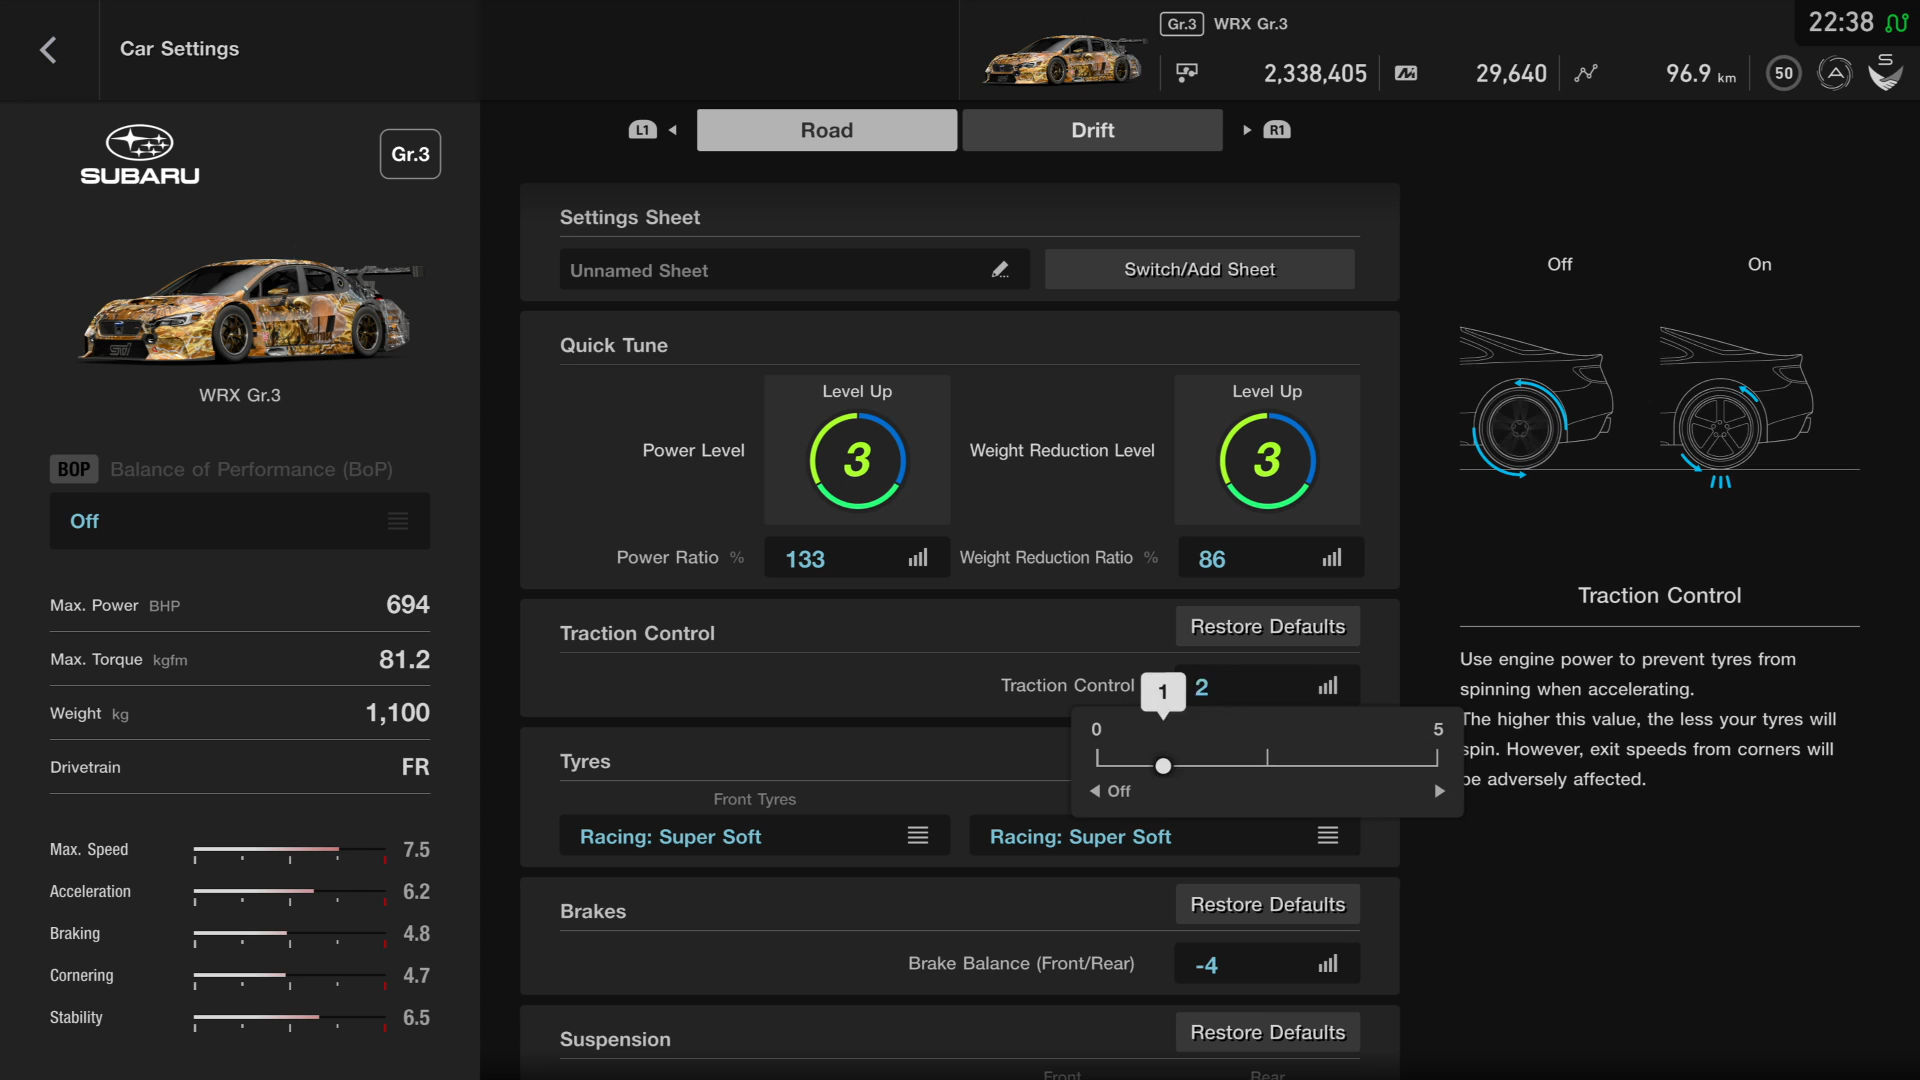 Car Settings
Gr.3 WRX Gr.3
2,338,405
29,640
96.9 km
50
22:38
S
L1 Road Drift R1
SUBARU
Gr.3
STI
WRX Gr.3
BOP Balance of Performance (BoP)
Off
Max. Power BHP 694
Max. Torque kgfm 81.2
Weight kg 1,100
Drivetrain FR
Max. Speed 7.5
Acceleration 6.2
Braking 4.8
Cornering 4.7
Stability 6.5
Settings Sheet
Unnamed Sheet
Switch/Add Sheet
Quick Tune
Power Level
Level Up
3
Weight Reduction Level
Level Up
3
Power Ratio % 133
Weight Reduction Ratio % 86
Traction Control
Restore Defaults
Traction Control 2
1
0 5
Off
Tyres
Front Tyres
Racing: Super Soft
Racing: Super Soft
Brakes
Restore Defaults
Brake Balance (Front/Rear) -4
Suspension
Restore Defaults
Front Rear
Off On
Traction Control
Use engine power to prevent tyres from
spinning when accelerating.
The higher this value, the less your tyres will
spin. However, exit speeds from corners will
be adversely affected.